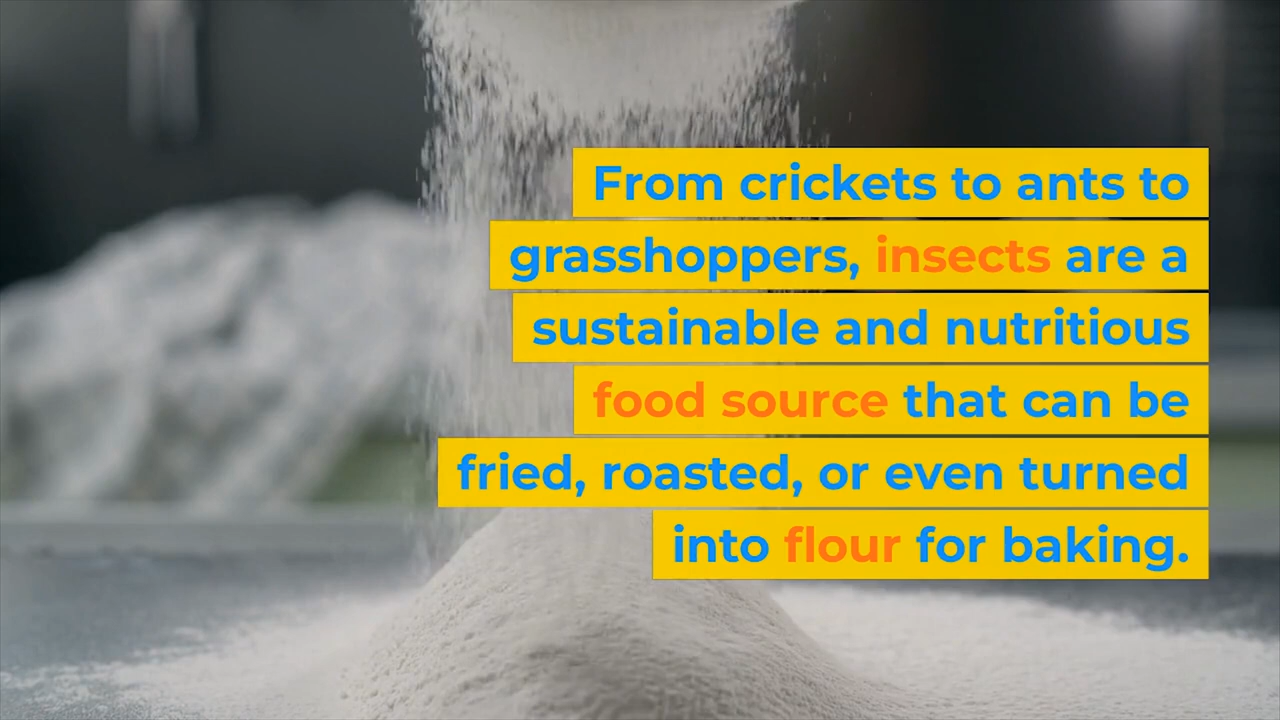 From crickets to ants to
grasshoppers, insects are a
sustainable and nutritious
food source that can be
fried, roasted, or even turned
into flour for baking.